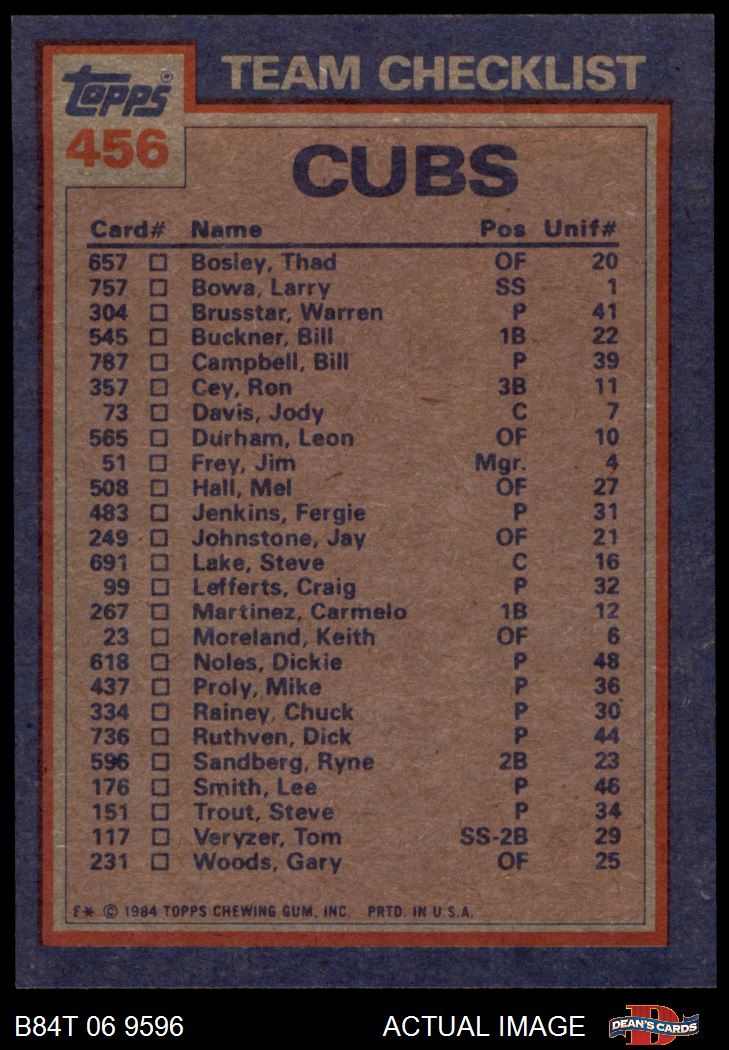 Topps
TEAM CHECKLIST
456
CUBS
Card# Name Pos Unif#
657 Bosley, Thad OF 20
757 Bowa, Larry SS 1
304 Brusstar, Warren P 41
545 Buckner, Bill 1B 22
787 Campbell, Bill P 39
357 Cey, Ron 3B 11
73 Davis, Jody C 7
565 Durham, Leon OF 10
51 Frey, Jim Mgr. 4
508 Hall, Mel OF 27
483 Jenkins, Fergie P 31
249 Johnstone, Jay OF 21
691 Lake, Steve C 16
99 Lefferts, Craig P 32
267 Martinez, Carmelo 1B 12
23 Moreland, Keith OF 6
618 Noles, Dickie P 48
437 Proly, Mike P 36
334 Rainey, Chuck P 30
736 Ruthven, Dick P 44
596 Sandberg, Ryne 2B 23
176 Smith, Lee P 46
151 Trout, Steve P 34
117 Veryzer, Tom SS-2B 29
231 Woods, Gary OF 25
F* © 1984 TOPPS CHEWING GUM, INC. PRTD. IN U.S.A.
B84T 06 9596 ACTUAL IMAGE DEAN'S CARDS